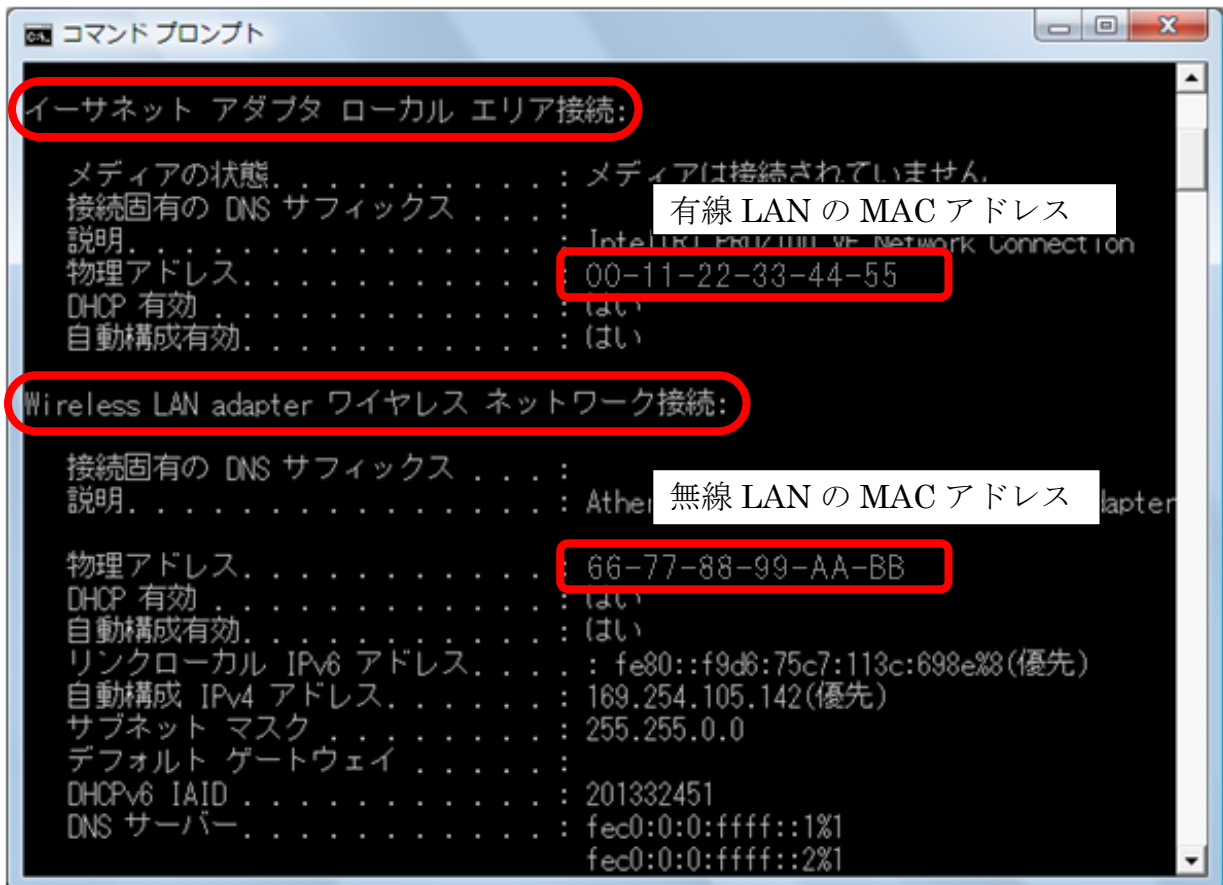 コマンド プロンプト
イーサネット アダプタ ローカル エリア接続:
メディアの状態. . . . . . . . . . . . : メディアは接続されていません
接続固有の DNS サフィックス . . . :
有線 LAN の MAC アドレス
説明. . . . . . . . . . . . . . . . . . . . : Intel(R) PRO/100 VE Network Connection
物理アドレス. . . . . . . . . . . . . . : 00-11-22-33-44-55
DHCP 有効 . . . . . . . . . . . . . . . : はい
自動構成有効. . . . . . . . . . . . . . : はい
Wireless LAN adapter ワイヤレス ネットワーク接続:
接続固有の DNS サフィックス . . . :
無線 LAN の MAC アドレス
説明. . . . . . . . . . . . . . . . . . . . :
物理アドレス. . . . . . . . . . . . . . : 66-77-88-99-AA-BB
DHCP 有効 . . . . . . . . . . . . . . . : はい
自動構成有効. . . . . . . . . . . . . . : はい
リンクローカル IPv6 アドレス. . . . . : fe80::f9d6:75c7:113c:698e%8(優先)
自動構成 IPv4 アドレス. . . . . . . : 169.254.105.142(優先)
サブネット マスク . . . . . . . . . . : 255.255.0.0
デフォルト ゲートウェイ . . . . . . :
DHCPv6 IAID . . . . . . . . . . . . . : 201332451
DNS サーバー. . . . . . . . . . . . . . : fec0:0:0:ffff::1%1
fec0:0:0:ffff::2%1